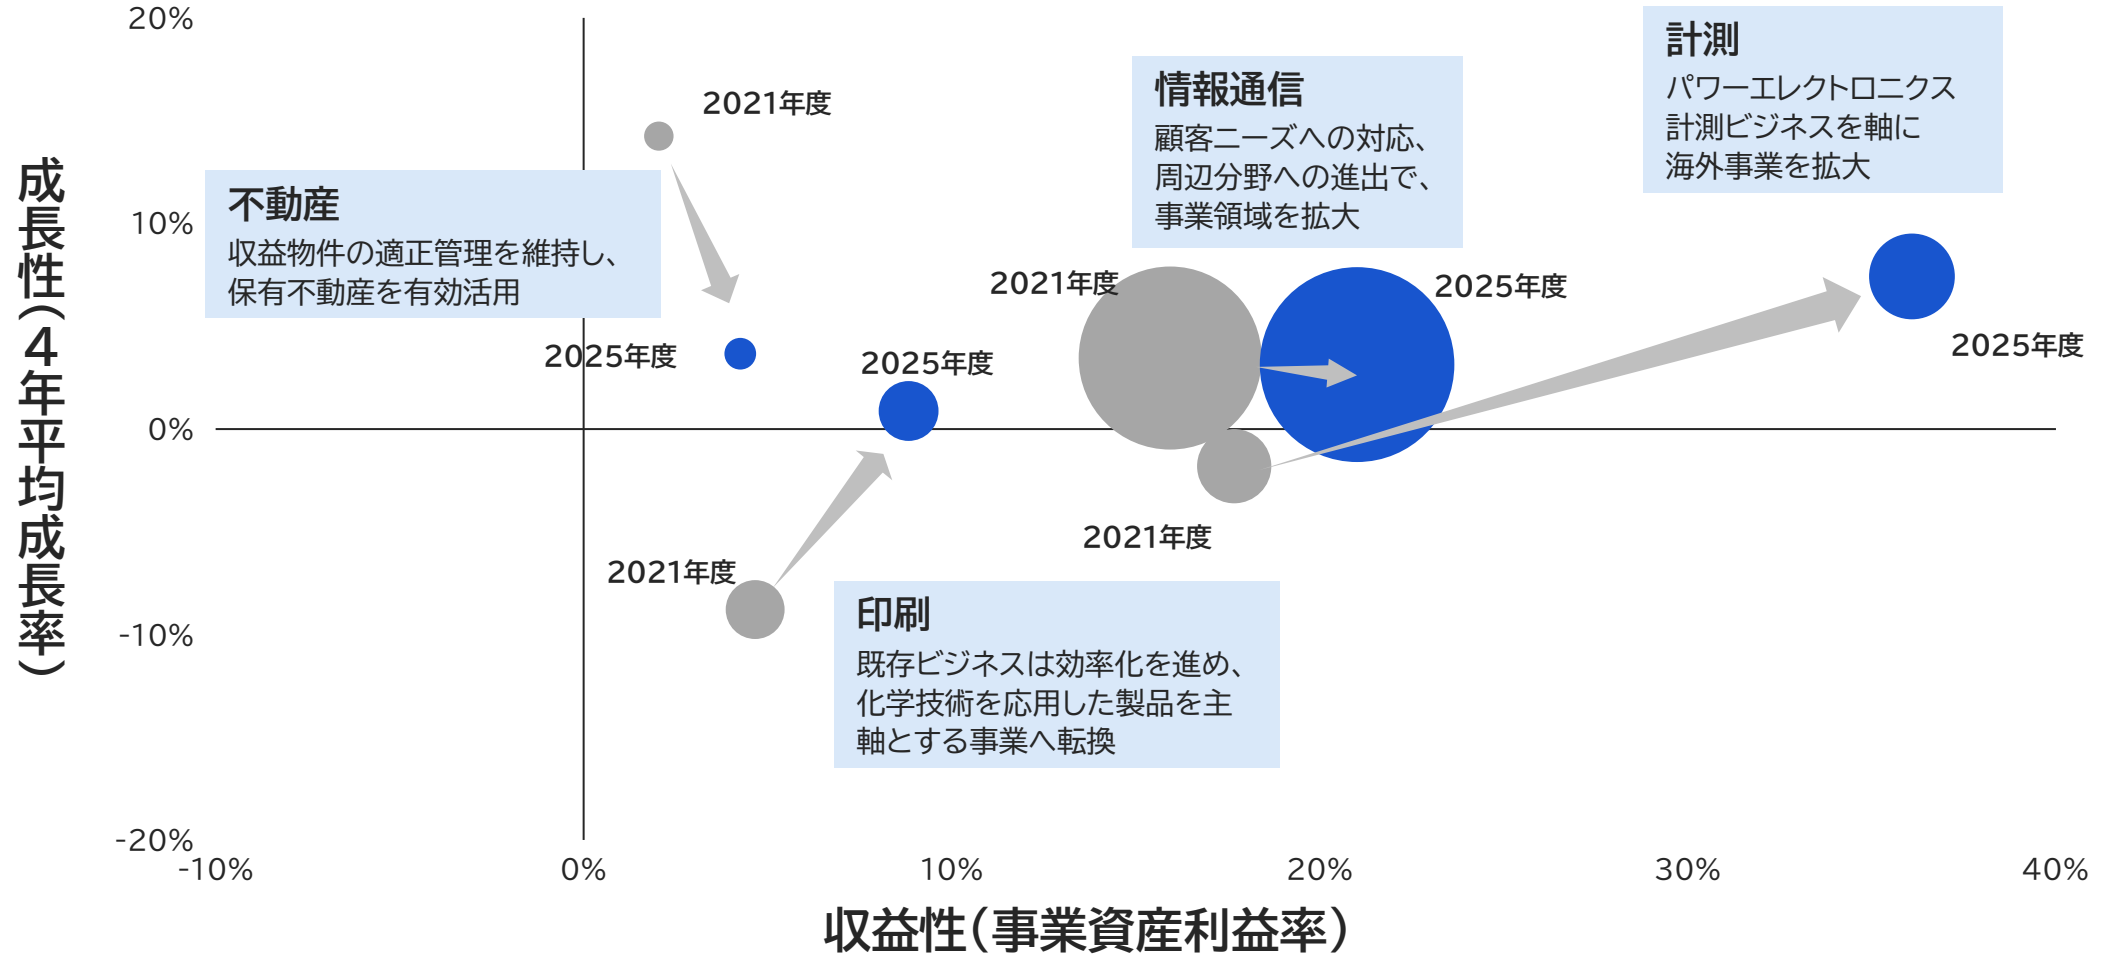 成長性（4年平均成長率）
20%
10%
0%
-10%
-20%
2021年度
不動産
収益物件の適正管理を維持し、
保有不動産を有効活用
2025年度
2025年度
2021年度
印刷
既存ビジネスは効率化を進め、
化学技術を応用した製品を主
軸とする事業へ転換
情報通信
顧客ニーズへの対応、
周辺分野への進出で、
事業領域を拡大
2021年度
2025年度
計測
パワーエレクトロニクス
計測ビジネスを軸に
海外事業を拡大
2025年度
2021年度
-10%
0%
10%
20%
30%
40%
収益性（事業資産利益率）